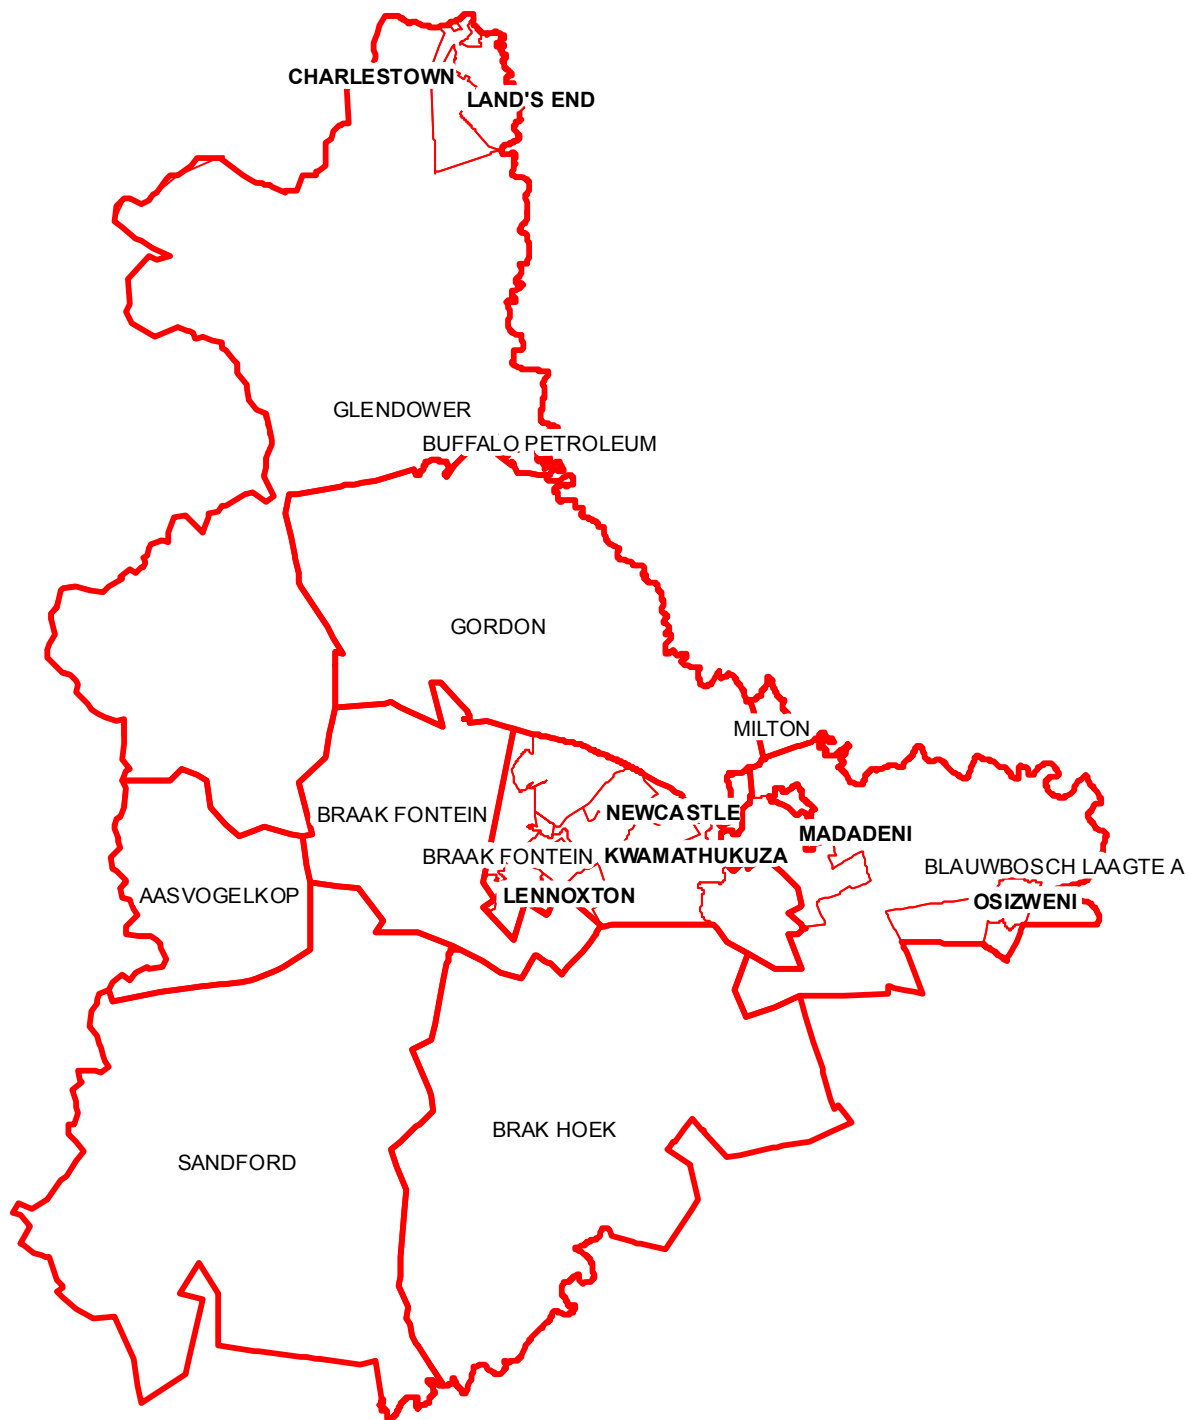 CHARLESTOWN
LAND'S END
GLENDOWER
BUFFALO PETROLEUM
GORDON
MILTON
BRAAK FONTEIN
NEWCASTLE
MADADENI
BRAAK FONTEIN
KWAMATHUKUZA
BLAUWBOSCH LAAGTE A
AASVOGELKOP
LENNOXTON
OSIZWENI
BRAK HOEK
SANDFORD